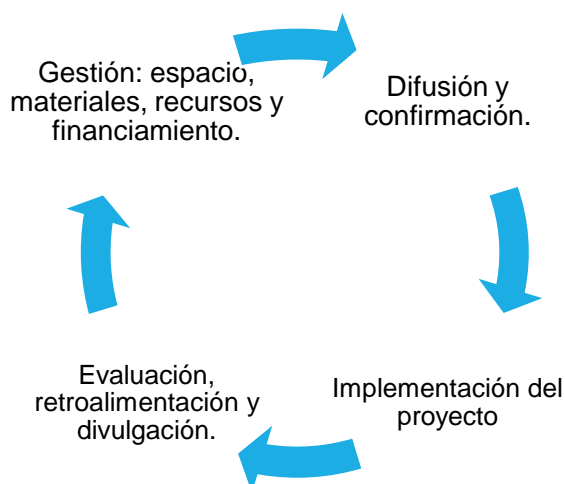 Gestión: espacio,
materiales, recursos y
financiamiento.
Difusión y
confirmación.
Implementación del
proyecto
Evaluación,
retroalimentación y
divulgación.